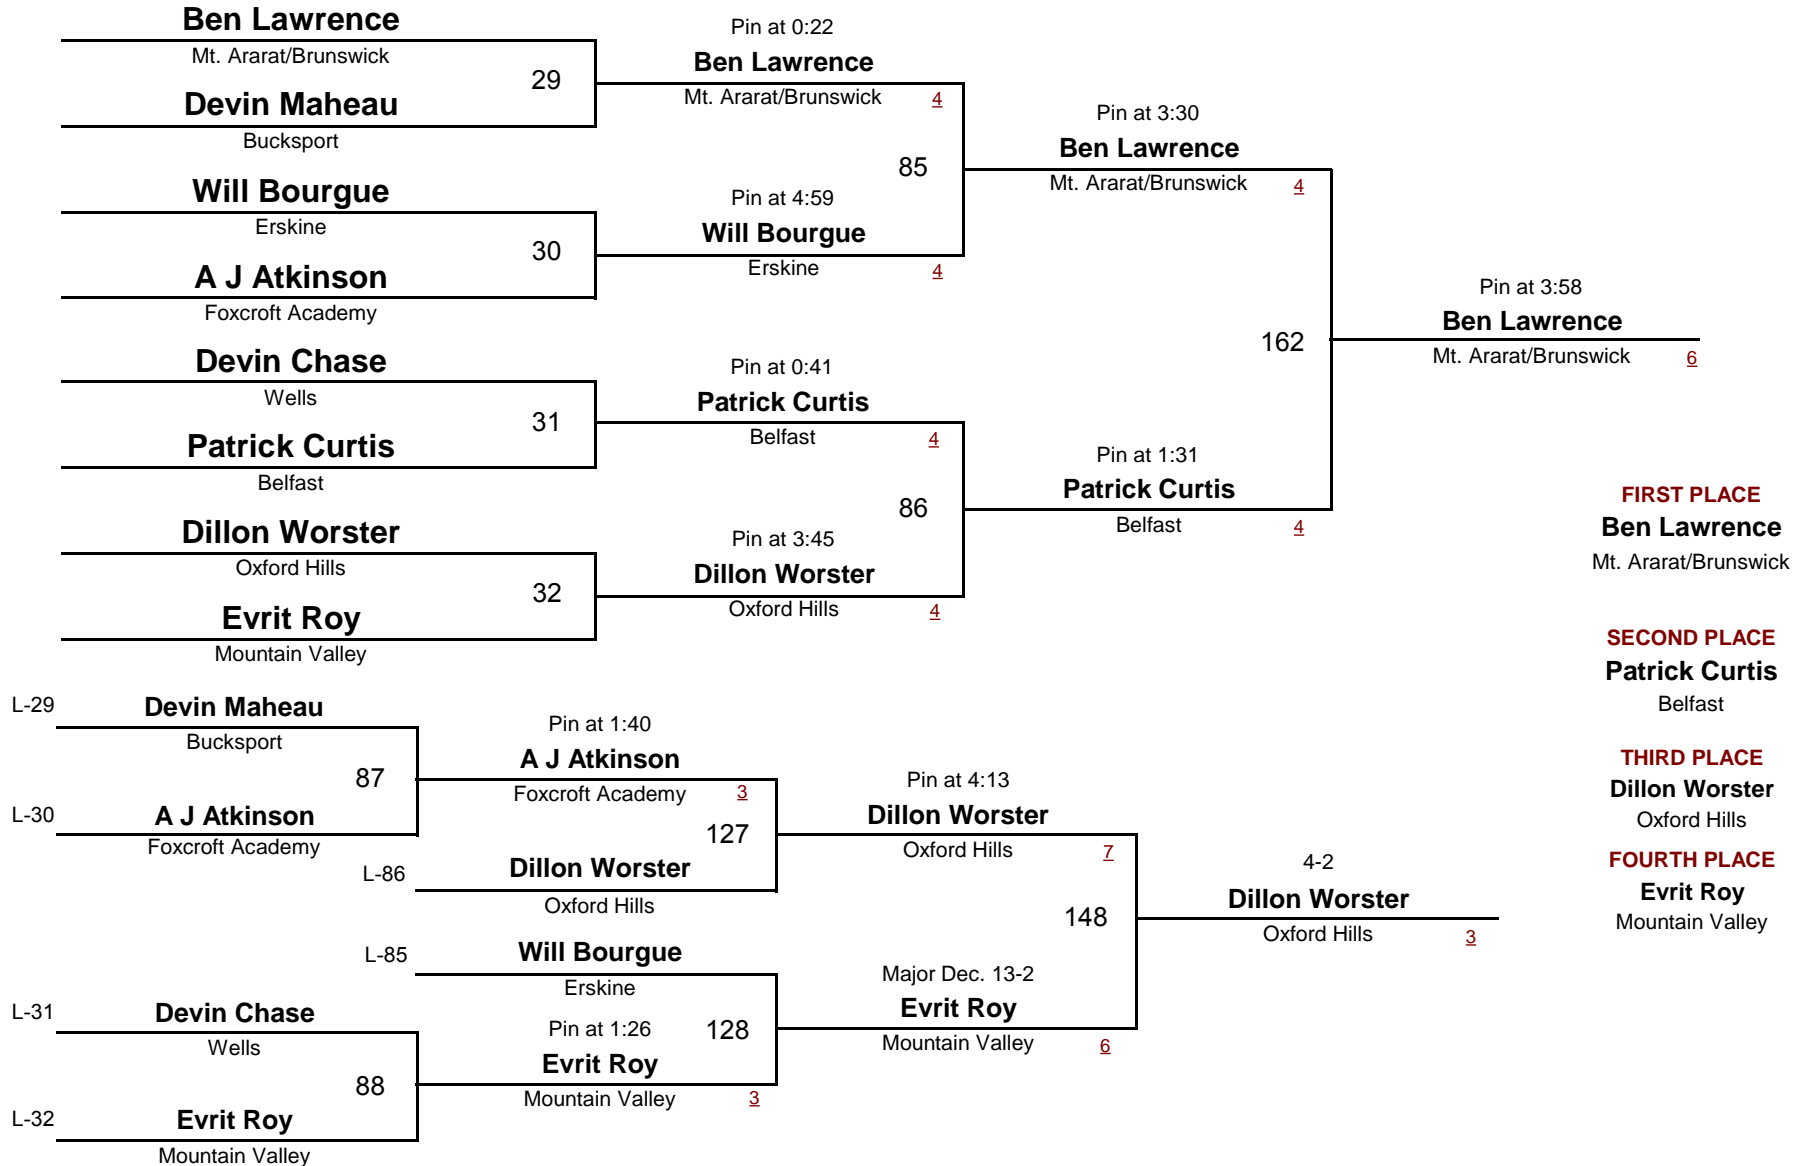 Ben Lawrence
Mt. Ararat/Brunswick
29
Devin Maheau
Bucksport
Will Bourgue
Erskine
30
A J Atkinson
Foxcroft Academy
Devin Chase
Wells
31
Patrick Curtis
Belfast
Dillon Worster
Oxford Hills
32
Evrit Roy
Mountain Valley
Pin at 0:22
Ben Lawrence
Mt. Ararat/Brunswick 4
85
Pin at 4:59
Will Bourgue
Erskine 4
Pin at 0:41
Patrick Curtis
Belfast 4
86
Pin at 3:45
Dillon Worster
Oxford Hills 4
Pin at 3:30
Ben Lawrence
Mt. Ararat/Brunswick 4
162
Pin at 1:31
Patrick Curtis
Belfast 4
Pin at 3:58
Ben Lawrence
Mt. Ararat/Brunswick 6
FIRST PLACE
Ben Lawrence
Mt. Ararat/Brunswick
SECOND PLACE
Patrick Curtis
Belfast
THIRD PLACE
Dillon Worster
Oxford Hills
FOURTH PLACE
Evrit Roy
Mountain Valley
L-29 Devin Maheau
Bucksport
87
L-30 A J Atkinson
Foxcroft Academy
L-31 Devin Chase
Wells
88
L-32 Evrit Roy
Mountain Valley
Pin at 1:40
A J Atkinson
Foxcroft Academy 3
127
L-86 Dillon Worster
Oxford Hills
L-85 Will Bourgue
Erskine
128
Pin at 1:26
Evrit Roy
Mountain Valley 3
Pin at 4:13
Dillon Worster
Oxford Hills 7
148
Major Dec. 13-2
Evrit Roy
Mountain Valley 6
4-2
Dillon Worster
Oxford Hills 3